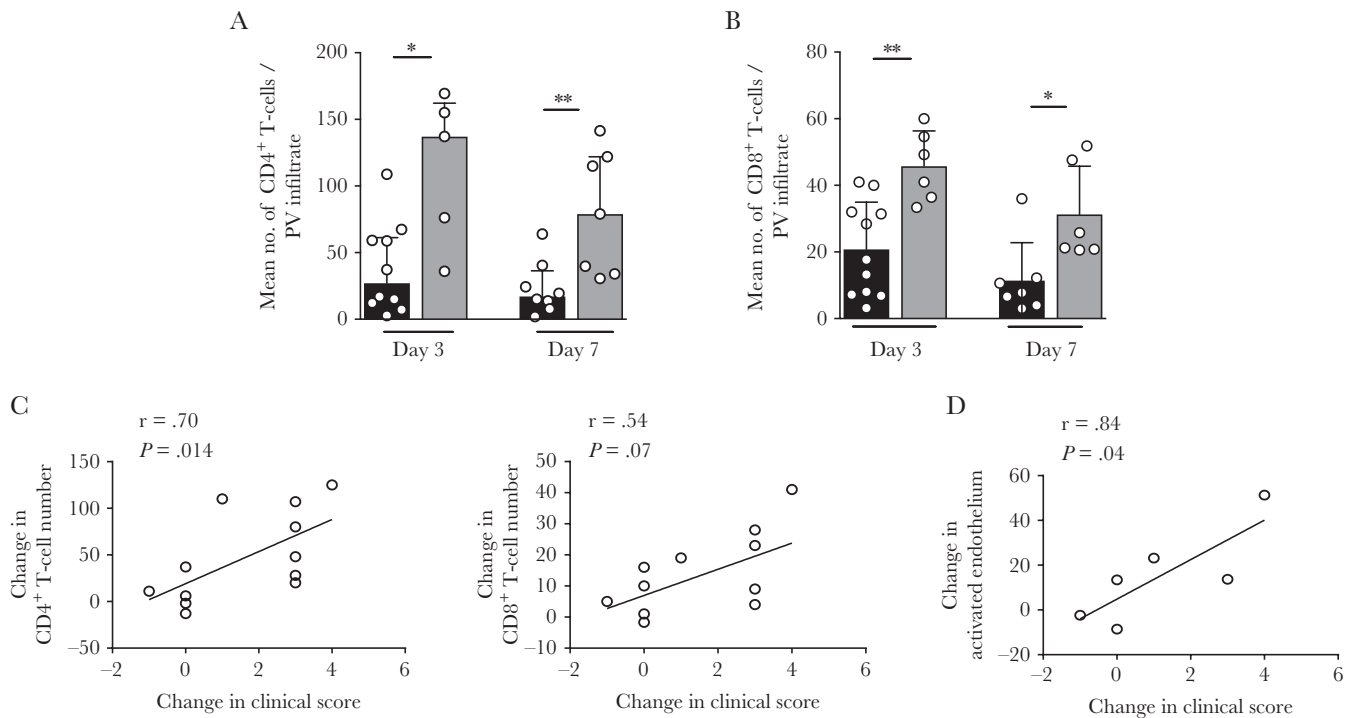 A
Mean no. of CD4⁺ T-cells /
PV infiltrate
200
150
100
50
0
*
**
Day 3
Day 7
B
Mean no. of CD8⁺ T-cells /
PV infiltrate
80
60
40
20
0
**
*
Day 3
Day 7
C
r = .70
P = .014
Change in
CD4⁺ T-cell number
150
100
50
0
–50
–2
0
2
4
6
Change in clinical score
r = .54
P = .07
Change in
CD8⁺ T-cell number
50
40
30
20
10
0
–10
–2
0
2
4
6
Change in clinical score
D
r = .84
P = .04
Change in
activated endothelium
60
40
20
0
–20
–2
0
2
4
6
Change in clinical score